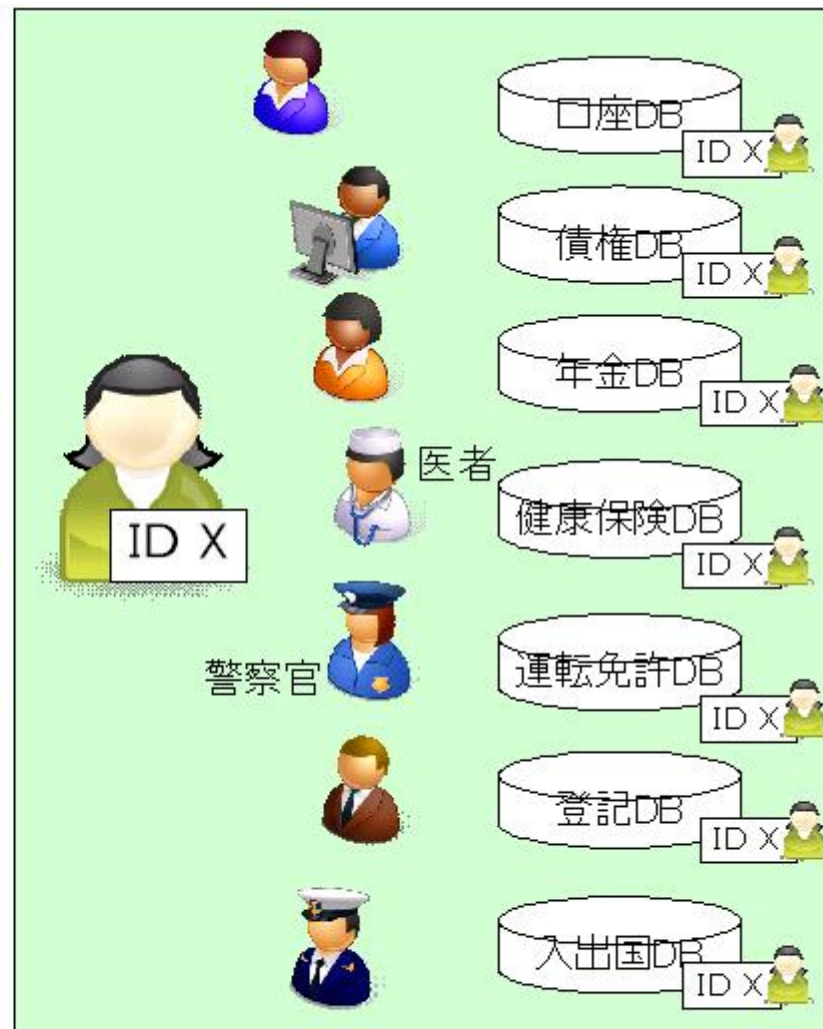 口座DB
ID X
債権DB
ID X
年金DB
ID X
医者
健康保険DB
ID X
ID X
警察官
運転免許DB
ID X
登記DB
ID X
入出国DB
ID X